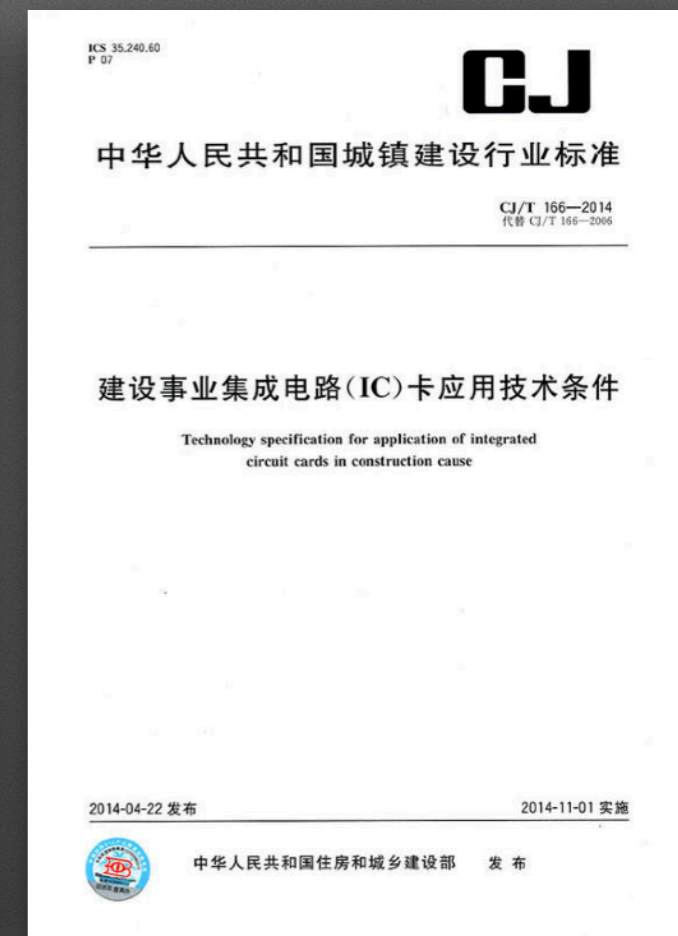 ICS 35.240.60
P 07
CJ
中华人民共和国城镇建设行业标准
CJ/T 166—2014
代替 CJ/T 166—2006
建设事业集成电路(IC)卡应用技术条件
Technology specification for application of integrated
circuit cards in construction cause
2014-04-22 发布
2014-11-01 实施
中华人民共和国住房和城乡建设部 发布